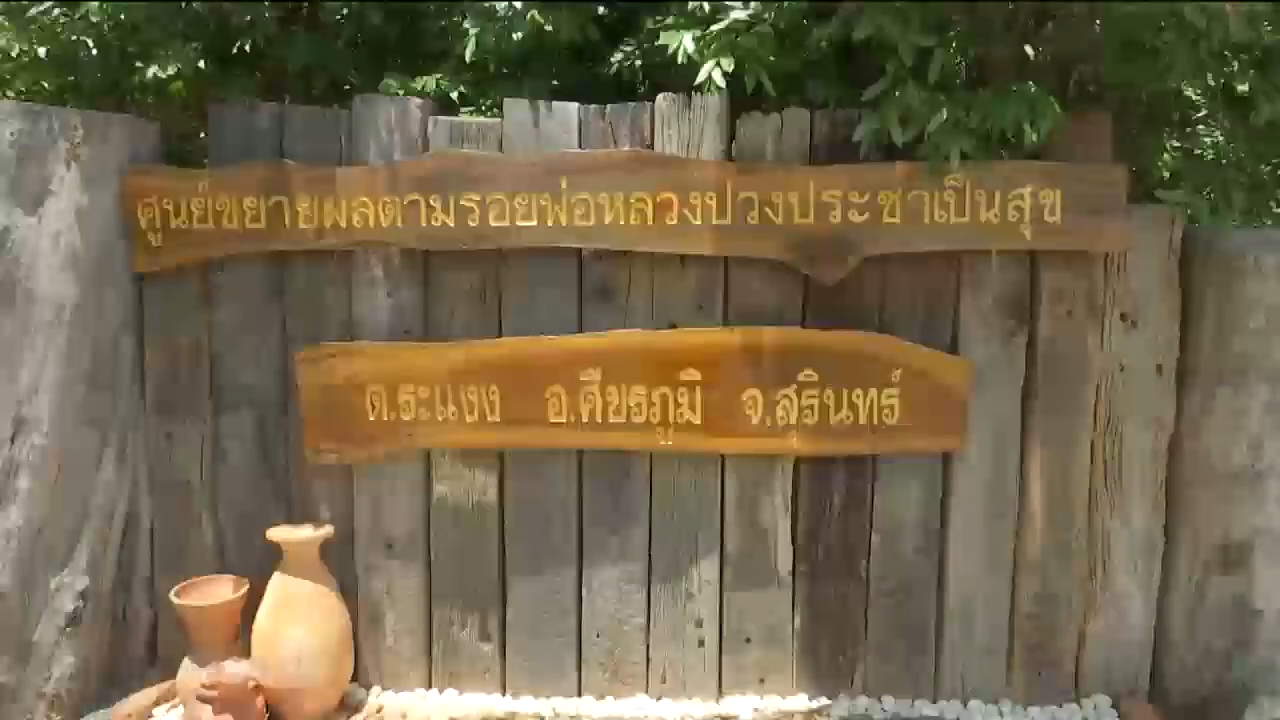 ศูนย์ขยายผลตามรอยพ่อหลวงปวงประชาเป็นสุข
ต.ระแงง อ.ศีขรภูมิ จ.สุรินทร์